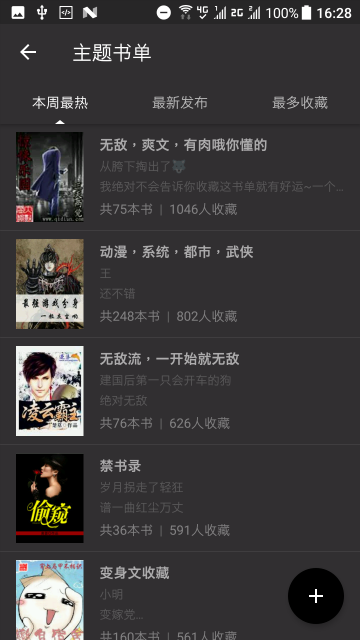 4G 2G 100% 16:28
主题书单
本周最热 最新发布 最多收藏
无敌，爽文，有肉哦你懂的
从胯下掏出了
我绝对不会告诉你收藏这书单就有好运~一个…
共75本书 | 1046人收藏
www.qidian.com
动漫，系统，都市，武侠
王
还不错
共248本书 | 802人收藏
最强游戏分身
无敌流，一开始就无敌
建国后第一只会开车的狗
绝对无敌
共76本书 | 626人收藏
凌云霸主
禁书录
岁月拐走了轻狂
谱一曲红尘万丈
共36本书 | 591人收藏
偷窥
变身文收藏
小明
变嫁党…
共160本书 | 561人收藏